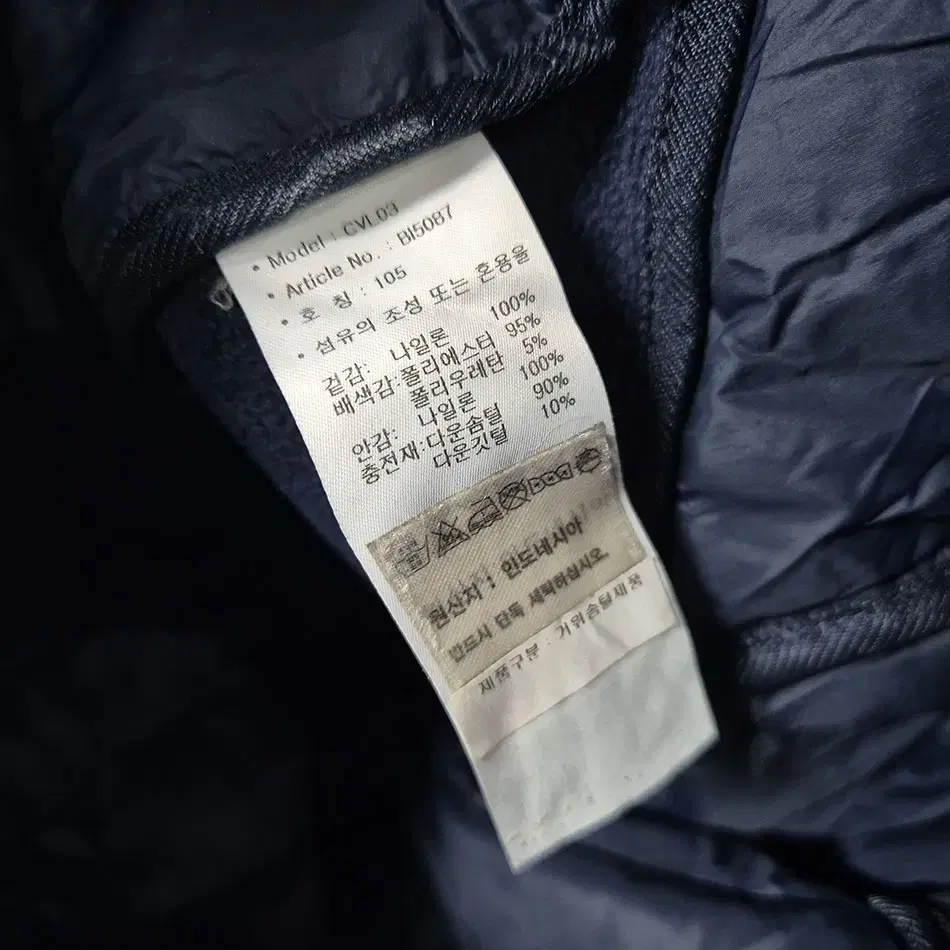 • Model : CVL03
• Article No. : BI50B7
• 호 칭 : 105
• 섬유의 조성 또는 혼용율
겉감: 나일론 100%
배색감:폴리에스터 95%
폴리우레탄 5%
안감: 나일론 100%
충전재:다운솜털 90%
다운깃털 10%
원산지 : 인도네시아
반드시 단독 세탁하십시오.
제품구분 : 거위솜털제품